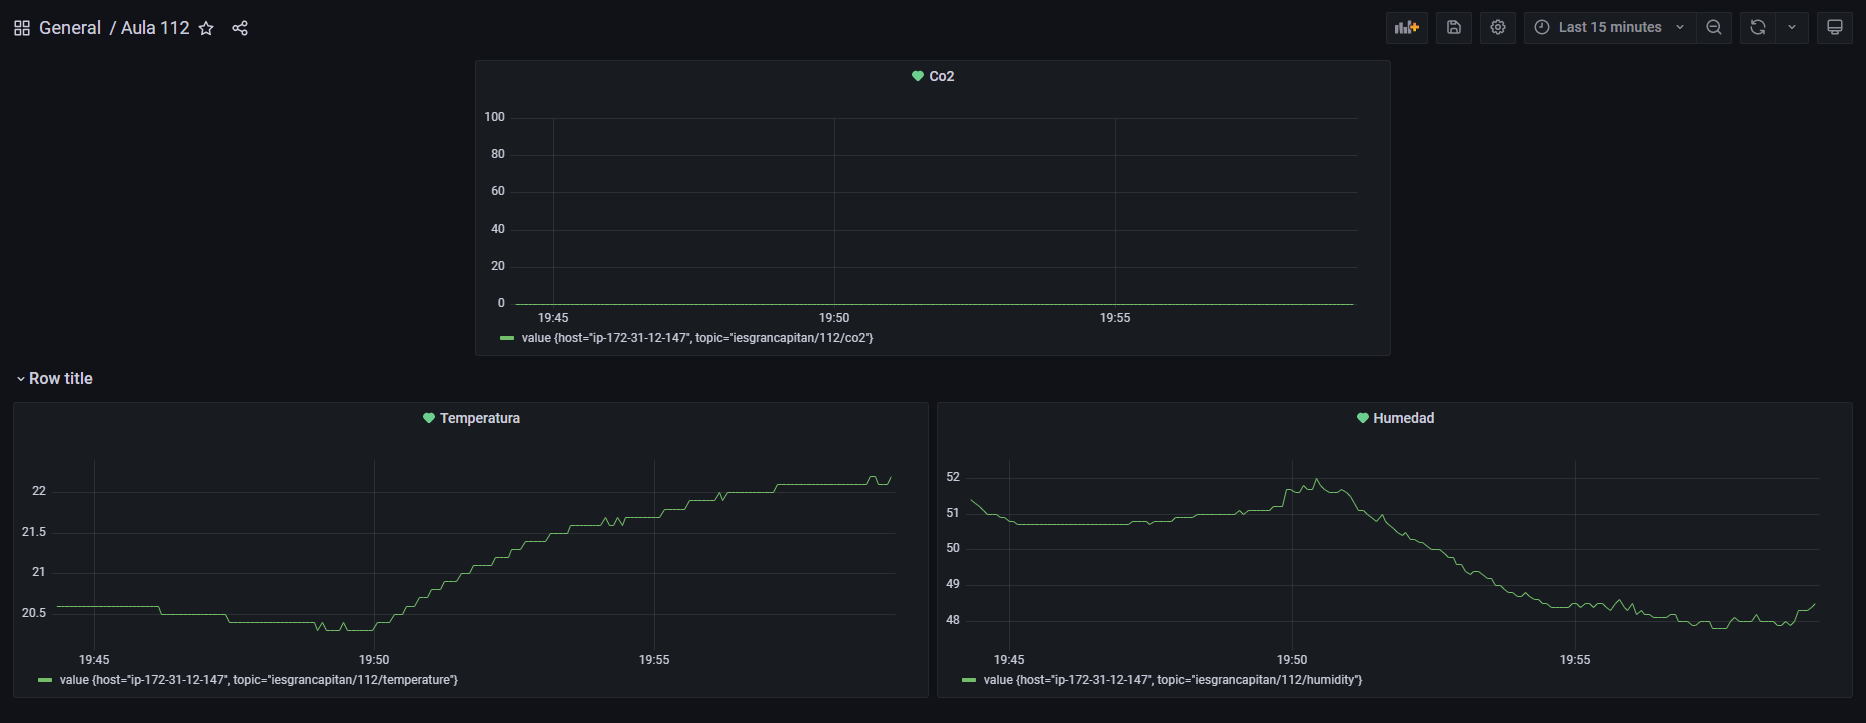 General / Aula 112
Last 15 minutes
Co2
100
80
60
40
20
0
19:45 19:50 19:55
value {host="ip-172-31-12-147", topic="iesgrancapitan/112/co2"}
Row title
Temperatura
22
21.5
21
20.5
19:45 19:50 19:55
value {host="ip-172-31-12-147", topic="iesgrancapitan/112/temperature"}
Humedad
52
51
50
49
48
19:45 19:50 19:55
value {host="ip-172-31-12-147", topic="iesgrancapitan/112/humidity"}